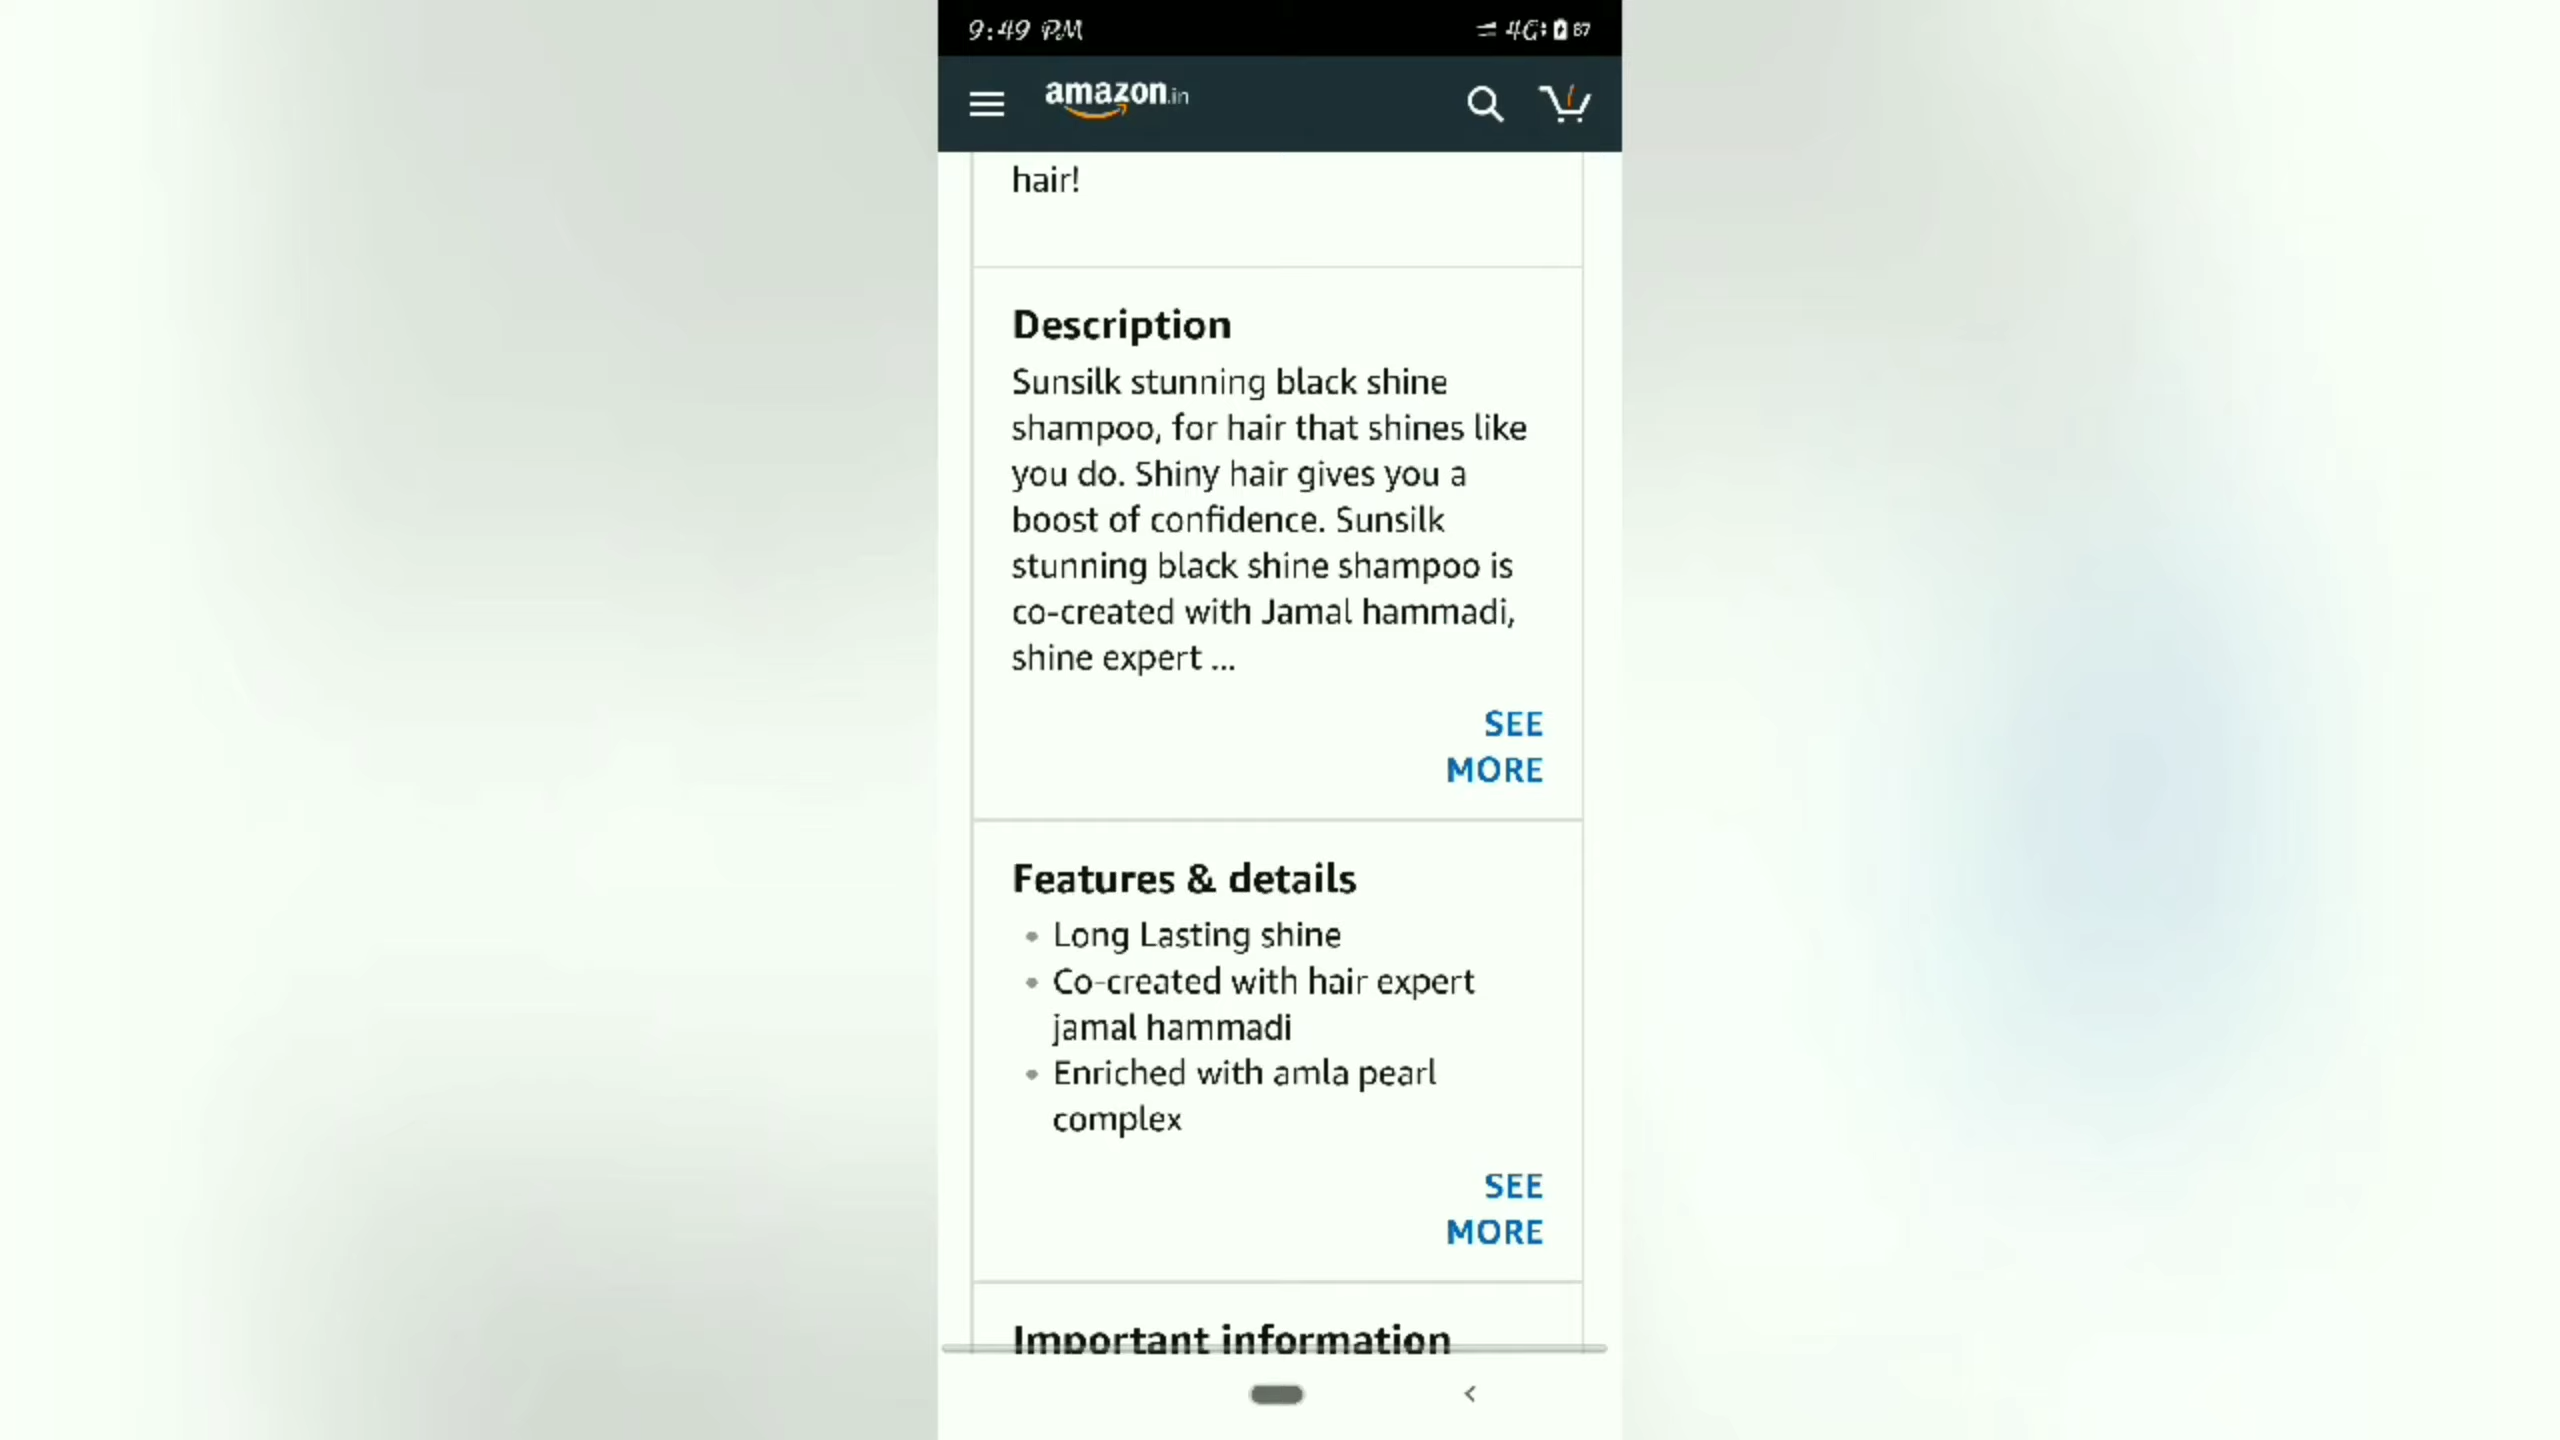 9:49 PM 4G 87
amazon.in
hair!
Description
Sunsilk stunning black shine
shampoo, for hair that shines like
you do. Shiny hair gives you a
boost of confidence. Sunsilk
stunning black shine shampoo is
co-created with Jamal hammadi,
shine expert ...
SEE
MORE
Features & details
• Long Lasting shine
• Co-created with hair expert
jamal hammadi
• Enriched with amla pearl
complex
SEE
MORE
Important information